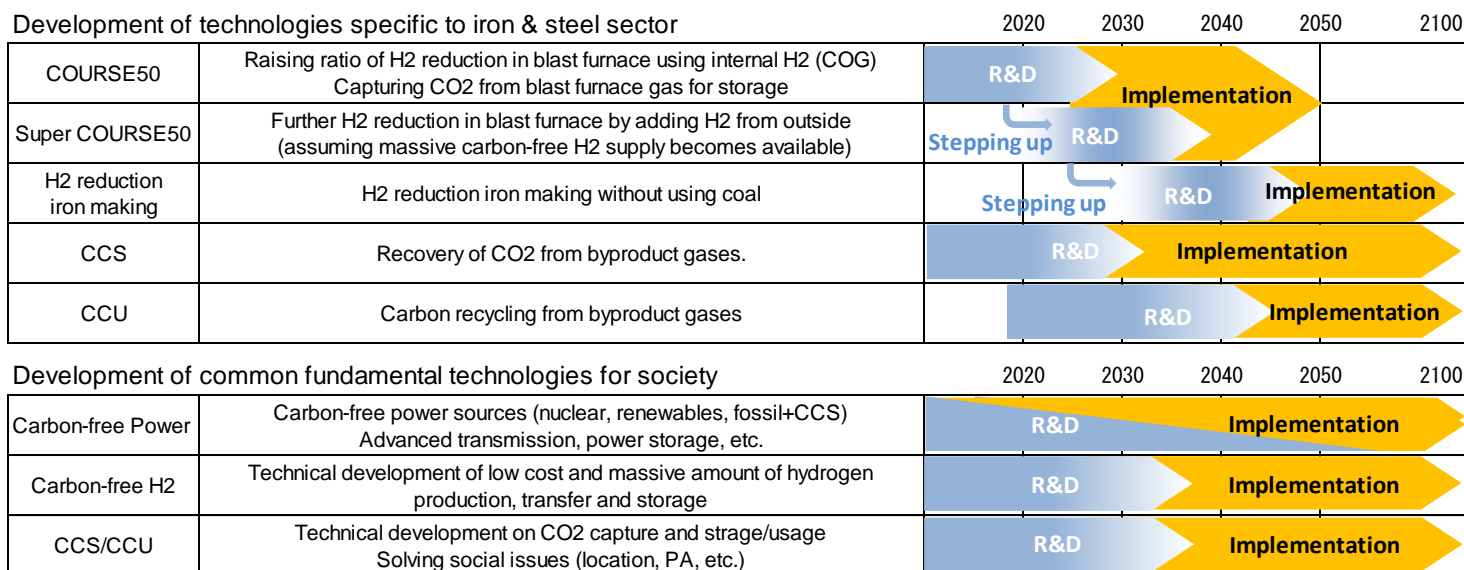 Development of technologies specific to iron & steel sector
2020 2030 2040 2050 2100
COURSE50
Raising ratio of H2 reduction in blast furnace using internal H2 (COG)
Capturing CO2 from blast furnace gas for storage
R&D
Implementation
Super COURSE50
Further H2 reduction in blast furnace by adding H2 from outside
(assuming massive carbon-free H2 supply becomes available)
Stepping up
R&D
H2 reduction
iron making
H2 reduction iron making without using coal
Stepping up
R&D
Implementation
CCS
Recovery of CO2 from byproduct gases.
R&D
Implementation
CCU
Carbon recycling from byproduct gases
R&D
Implementation
Development of common fundamental technologies for society
2020 2030 2040 2050 2100
Carbon-free Power
Carbon-free power sources (nuclear, renewables, fossil+CCS)
Advanced transmission, power storage, etc.
R&D
Implementation
Carbon-free H2
Technical development of low cost and massive amount of hydrogen
production, transfer and storage
R&D
Implementation
CCS/CCU
Technical development on CO2 capture and strage/usage
Solving social issues (location, PA, etc.)
R&D
Implementation